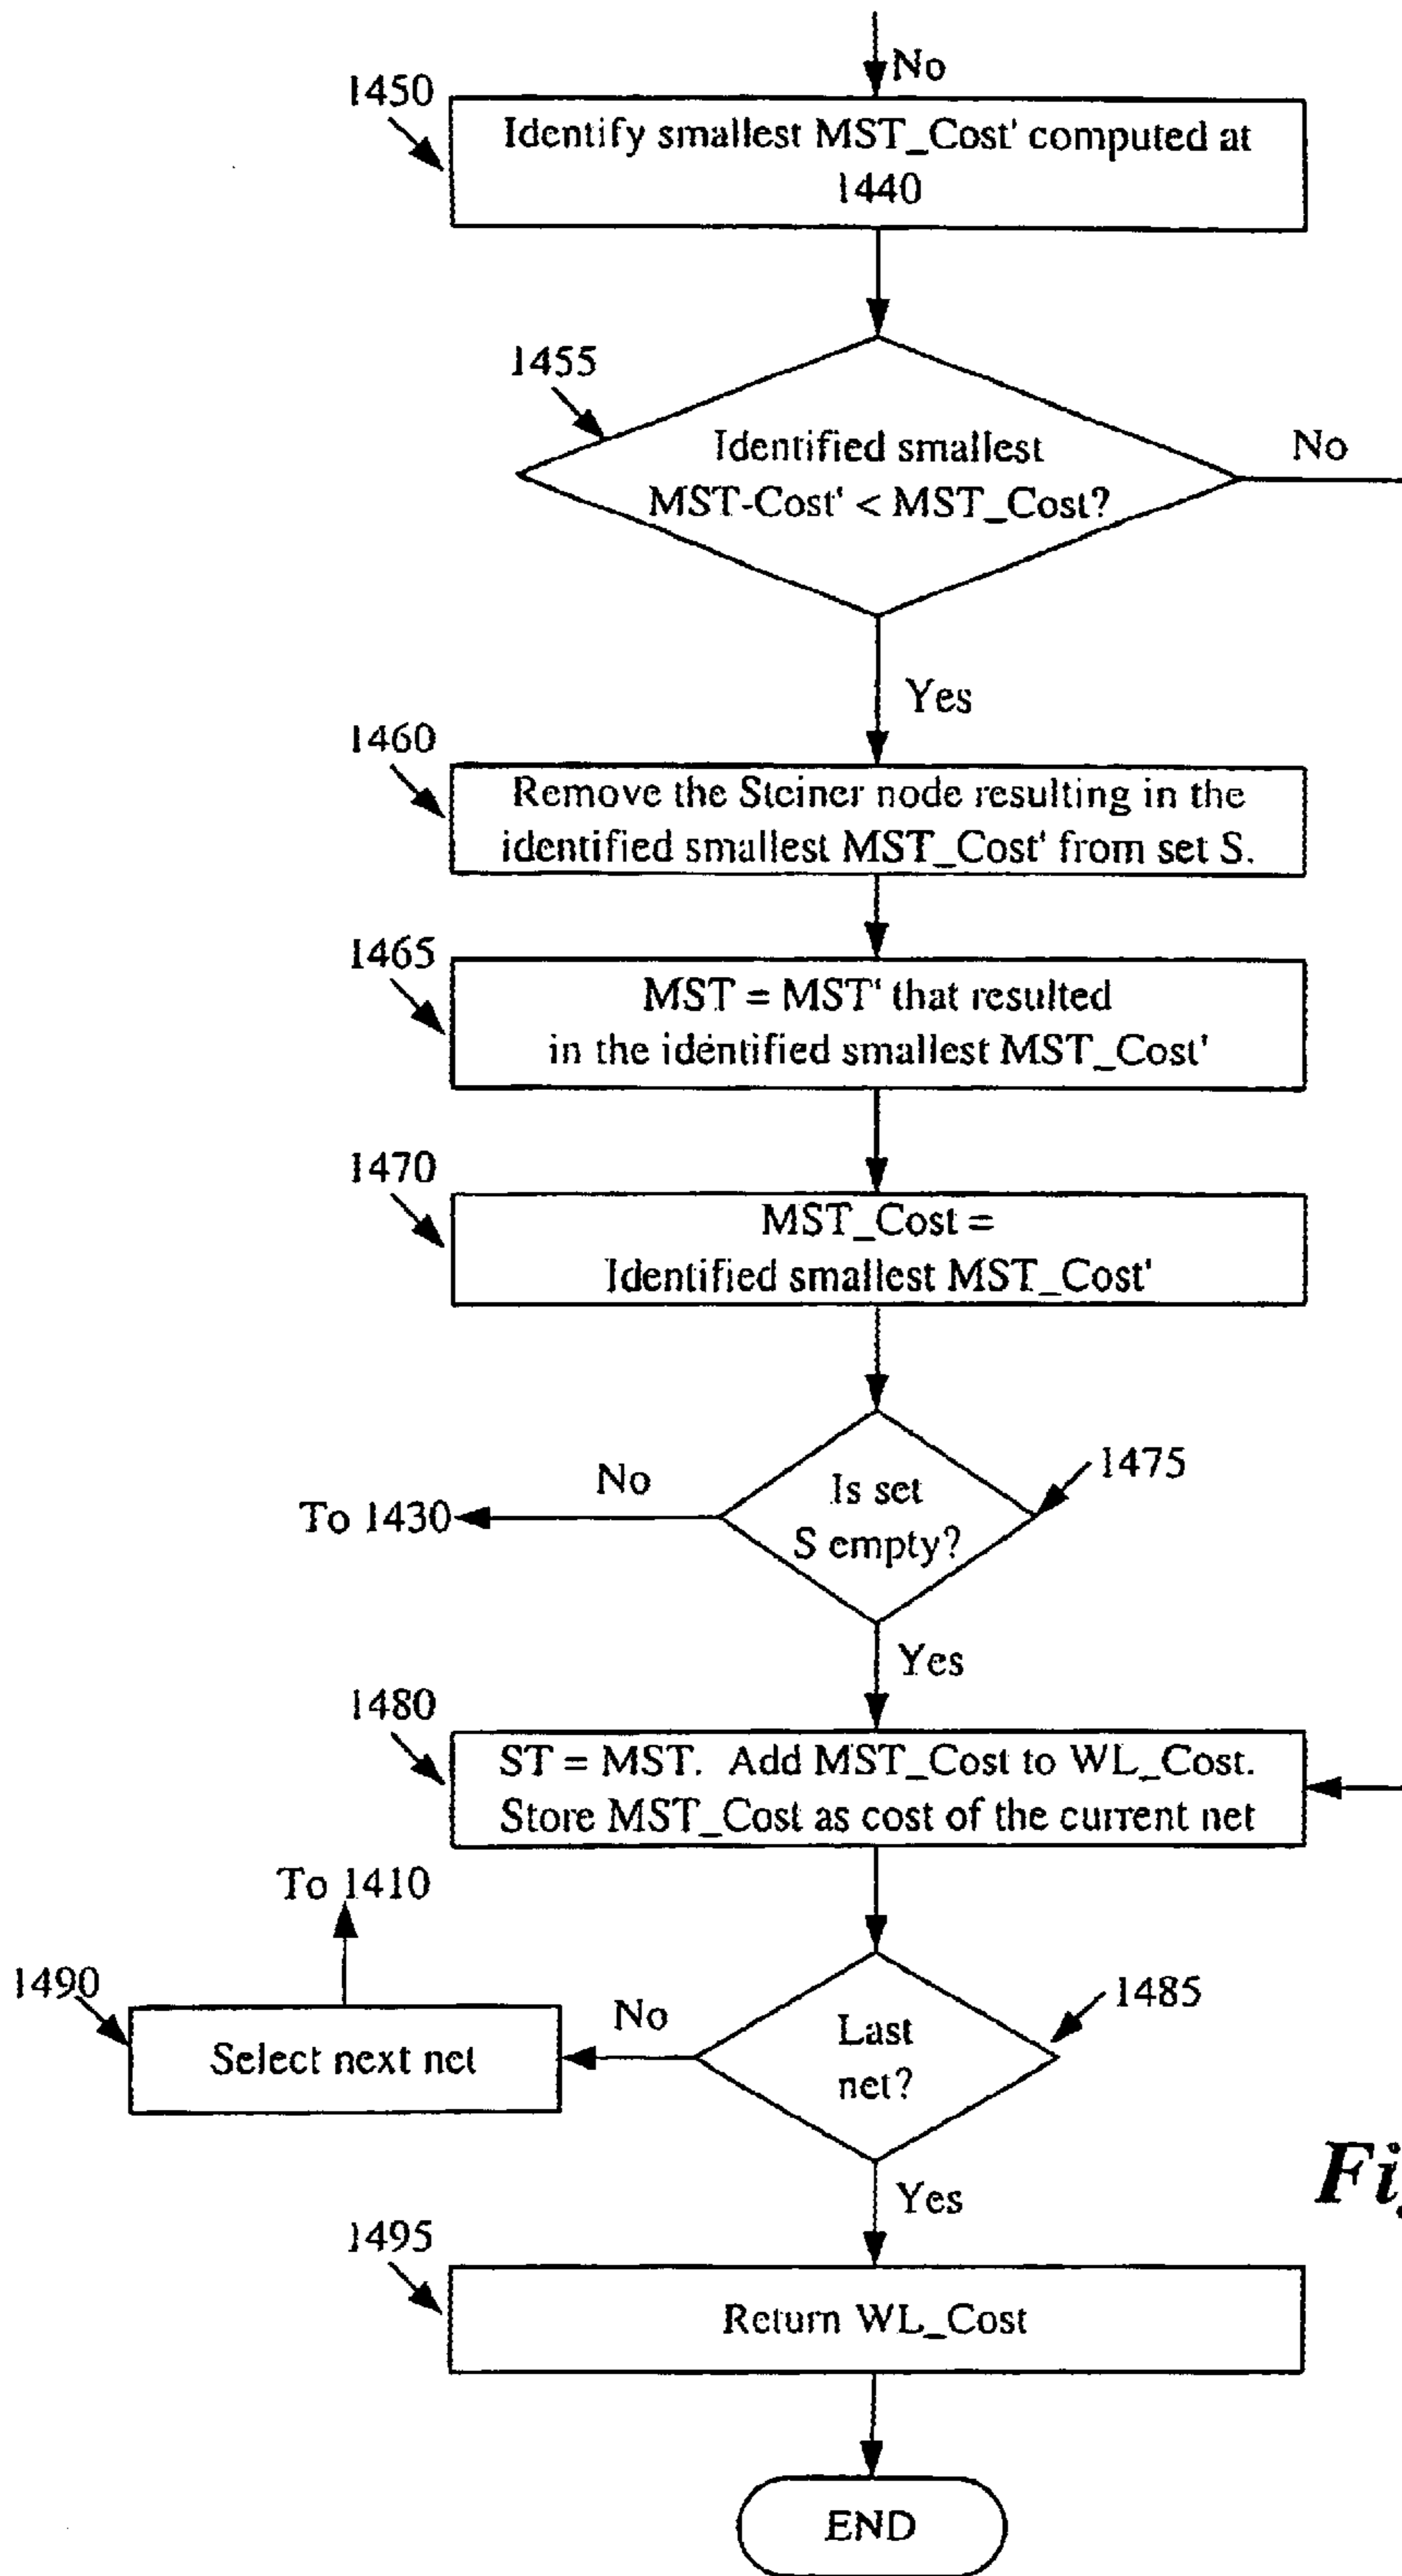 No
1450
Identify smallest MST_Cost' computed at
1440
1455
Identified smallest
MST-Cost' < MST_Cost?
No
Yes
1460
Remove the Steiner node resulting in the
identified smallest MST_Cost' from set S.
1465
MST = MST' that resulted
in the identified smallest MST_Cost'
1470
MST_Cost =
Identified smallest MST_Cost'
1475
Is set
S empty?
No
To 1430
Yes
1480
ST = MST. Add MST_Cost to WL_Cost.
Store MST_Cost as cost of the current net
To 1410
1490
Select next net
No
1485
Last
net?
Yes
1495
Return WL_Cost
END